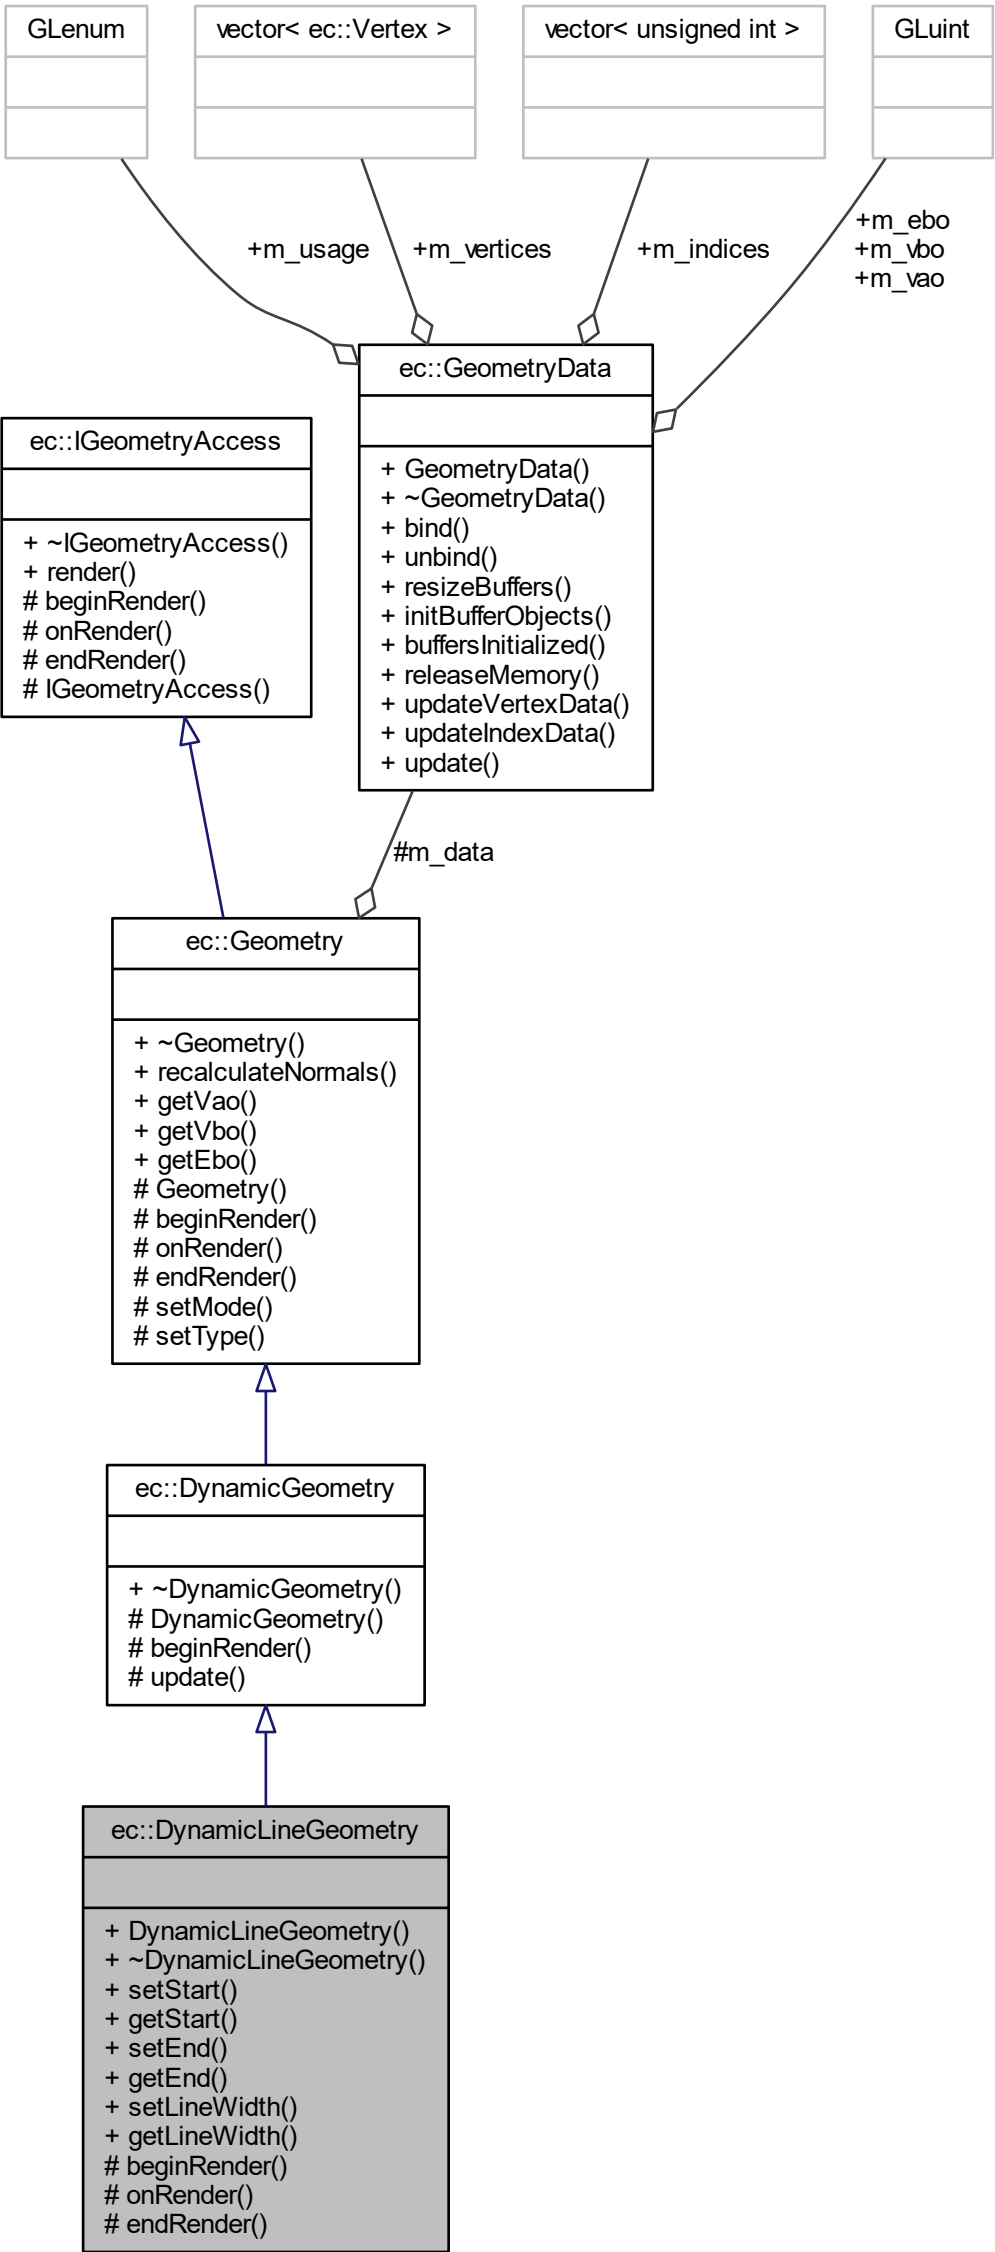 GLenum
vector< ec::Vertex >
vector< unsigned int >
GLuint
+m_usage
+m_vertices
+m_indices
+m_ebo
+m_vbo
+m_vao
ec::GeometryData
+ GeometryData()
+ ~GeometryData()
+ bind()
+ unbind()
+ resizeBuffers()
+ initBufferObjects()
+ buffersInitialized()
+ releaseMemory()
+ updateVertexData()
+ updateIndexData()
+ update()
ec::IGeometryAccess
+ ~IGeometryAccess()
+ render()
# beginRender()
# onRender()
# endRender()
# IGeometryAccess()
#m_data
ec::Geometry
+ ~Geometry()
+ recalculateNormals()
+ getVao()
+ getVbo()
+ getEbo()
# Geometry()
# beginRender()
# onRender()
# endRender()
# setMode()
# setType()
ec::DynamicGeometry
+ ~DynamicGeometry()
# DynamicGeometry()
# beginRender()
# update()
ec::DynamicLineGeometry
+ DynamicLineGeometry()
+ ~DynamicLineGeometry()
+ setStart()
+ getStart()
+ setEnd()
+ getEnd()
+ setLineWidth()
+ getLineWidth()
# beginRender()
# onRender()
# endRender()